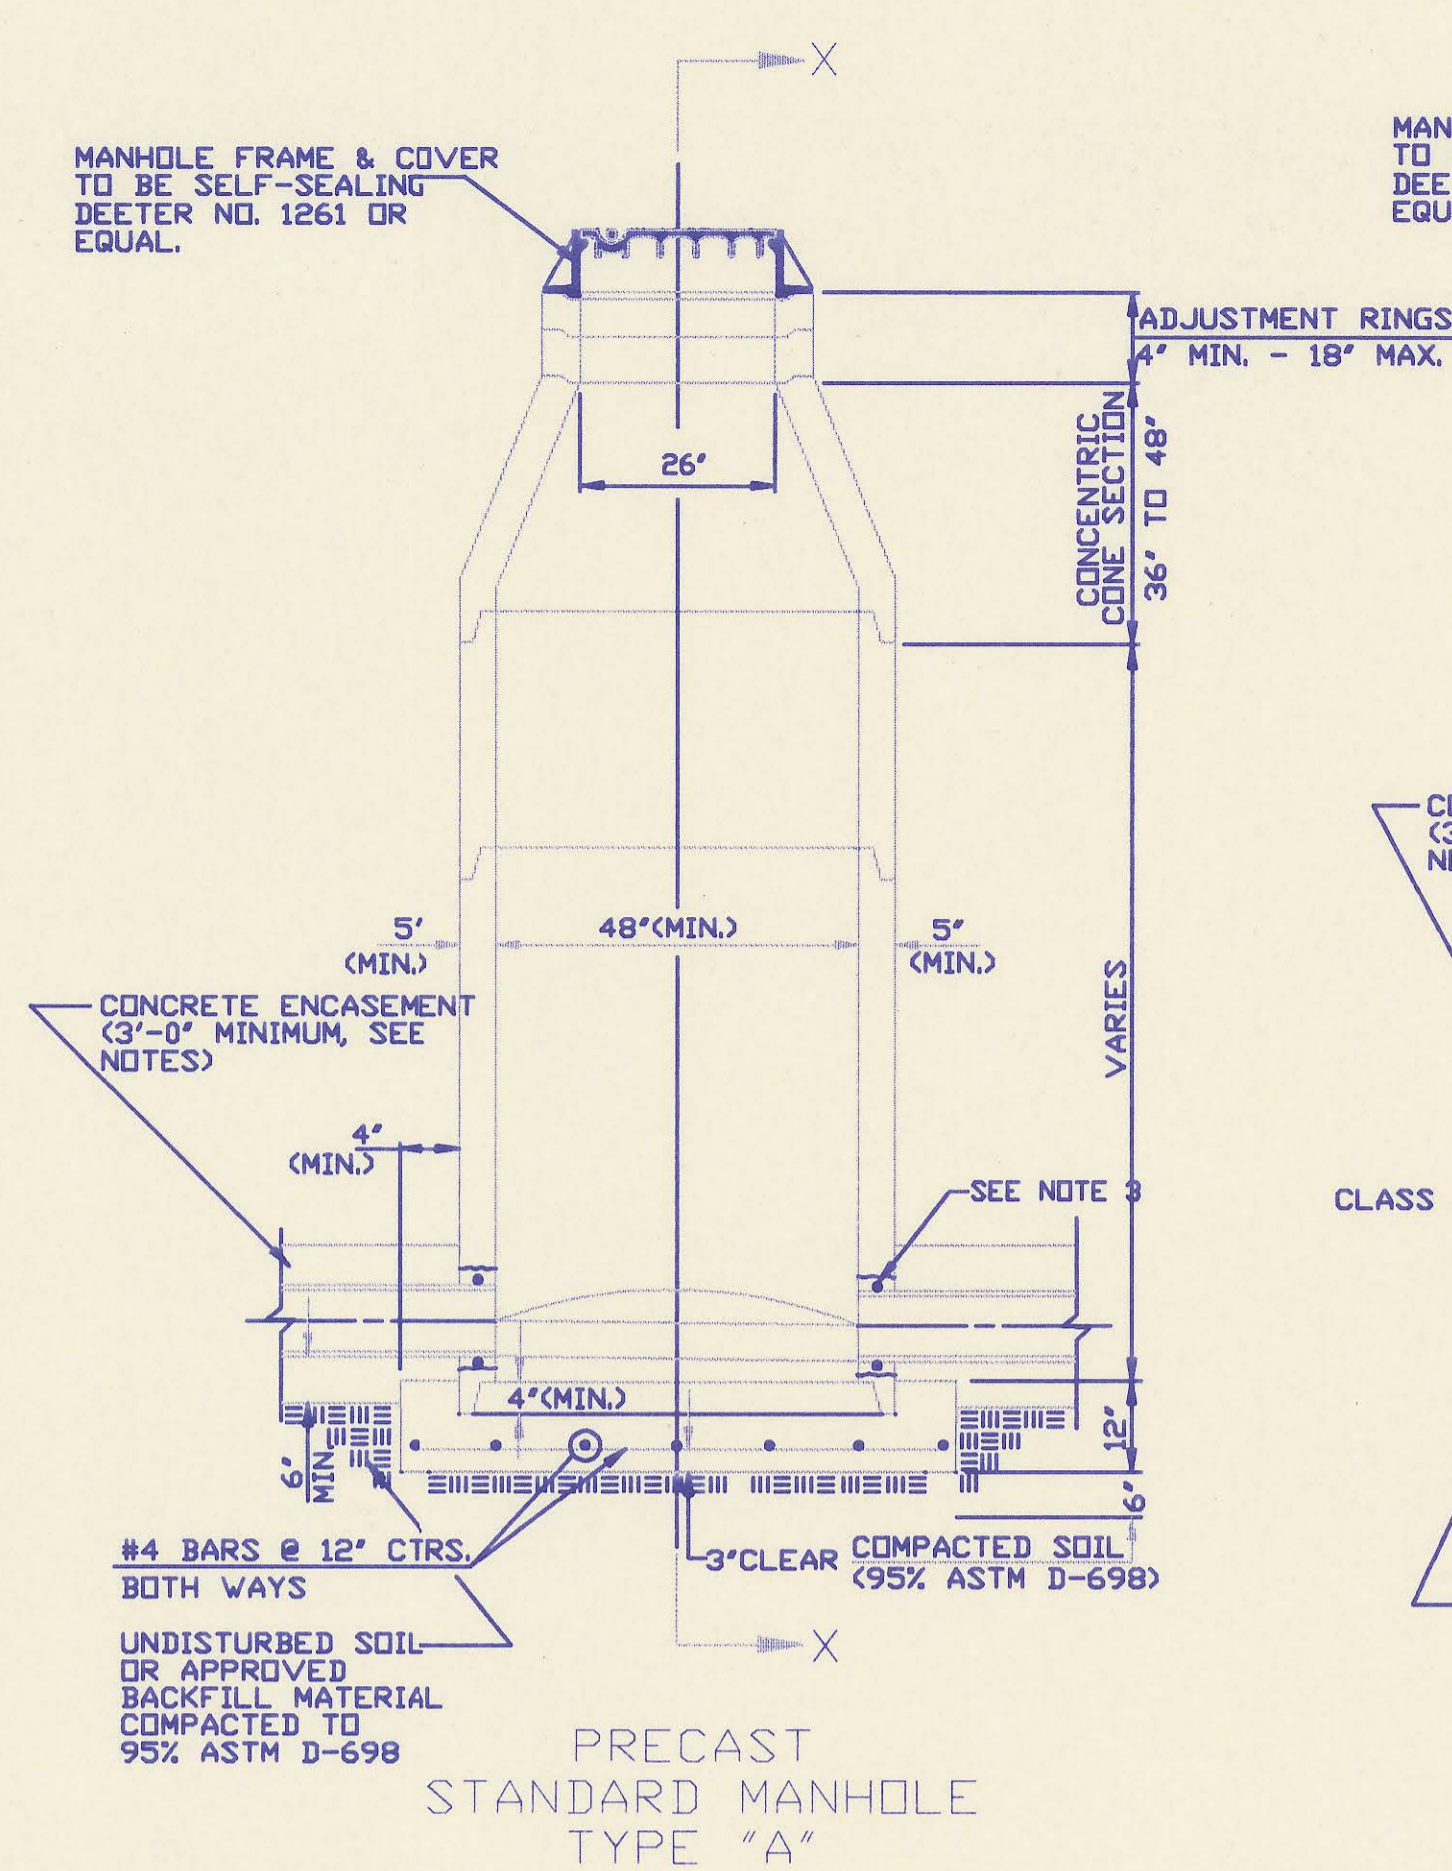 X
MANHOLE FRAME & COVER
TO BE SELF-SEALING
DEETER NO. 1261 OR
EQUAL.
MAN
TO
DEE
EQU
ADJUSTMENT RINGS
4" MIN. - 18" MAX.
CONCENTRIC
CONE SECTION
36" TO 48"
26"
5'
(MIN.)
48"(MIN.)
5"
(MIN.)
VARIES
CONCRETE ENCASEMENT
(3'-0" MINIMUM, SEE
NOTES)
4"
(MIN.)
SEE NOTE 3
CLASS
4"(MIN.)
12"
6"
MIN.
6"
#4 BARS @ 12" CTRS.
BOTH WAYS
3"CLEAR
COMPACTED SOIL
(95% ASTM D-698)
UNDISTURBED SOIL
OR APPROVED
BACKFILL MATERIAL
COMPACTED TO
95% ASTM D-698
X
PRECAST
STANDARD MANHOLE
TYPE "A"